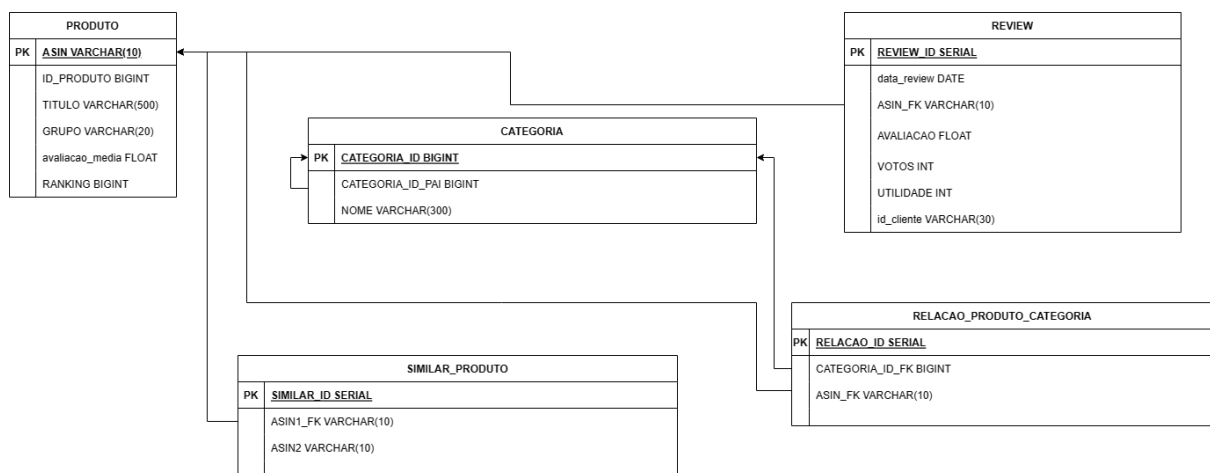 PRODUTO
PK ASIN VARCHAR(10)
ID_PRODUTO BIGINT
TITULO VARCHAR(500)
GRUPO VARCHAR(20)
avaliacao_media FLOAT
RANKING BIGINT
REVIEW
PK REVIEW_ID SERIAL
data_review DATE
ASIN_FK VARCHAR(10)
AVALIACAO FLOAT
VOTOS INT
UTILIDADE INT
id_cliente VARCHAR(30)
CATEGORIA
PK CATEGORIA_ID BIGINT
CATEGORIA_ID_PAI BIGINT
NOME VARCHAR(300)
RELACAO_PRODUTO_CATEGORIA
PK RELACAO_ID SERIAL
CATEGORIA_ID_FK BIGINT
ASIN_FK VARCHAR(10)
SIMILAR_PRODUTO
PK SIMILAR_ID SERIAL
ASIN1_FK VARCHAR(10)
ASIN2 VARCHAR(10)